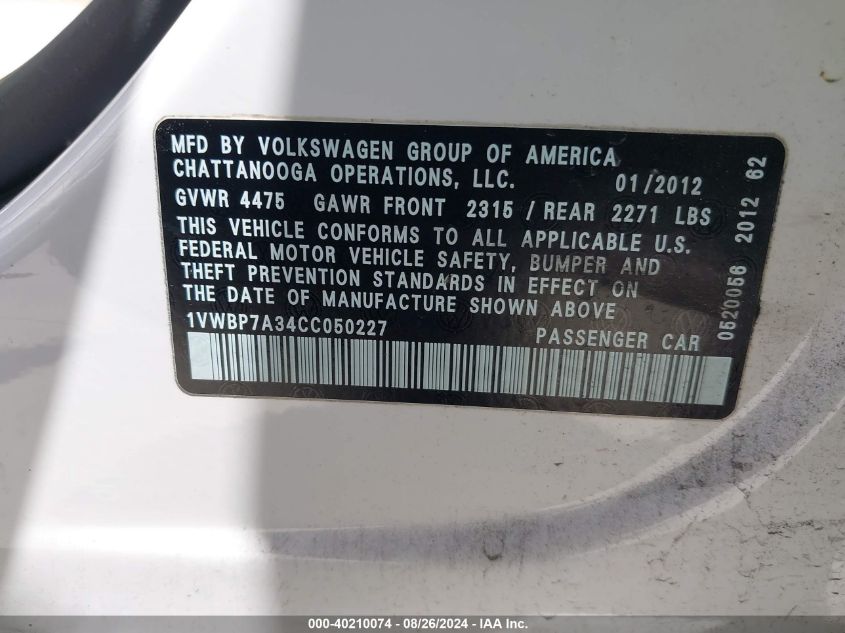 MFD BY VOLKSWAGEN GROUP OF AMERICA
CHATTANOOGA OPERATIONS, LLC. 01/2012
GVWR 4475 GAWR FRONT 2315 / REAR 2271 LBS
THIS VEHICLE CONFORMS TO ALL APPLICABLE U.S.
FEDERAL MOTOR VEHICLE SAFETY, BUMPER AND
THEFT PREVENTION STANDARDS IN EFFECT ON
THE DATE OF MANUFACTURE SHOWN ABOVE
1VWBP7A34CC050227 PASSENGER CAR
0520056 2012 62
000-40210074 - 08/26/2024 - IAA Inc.